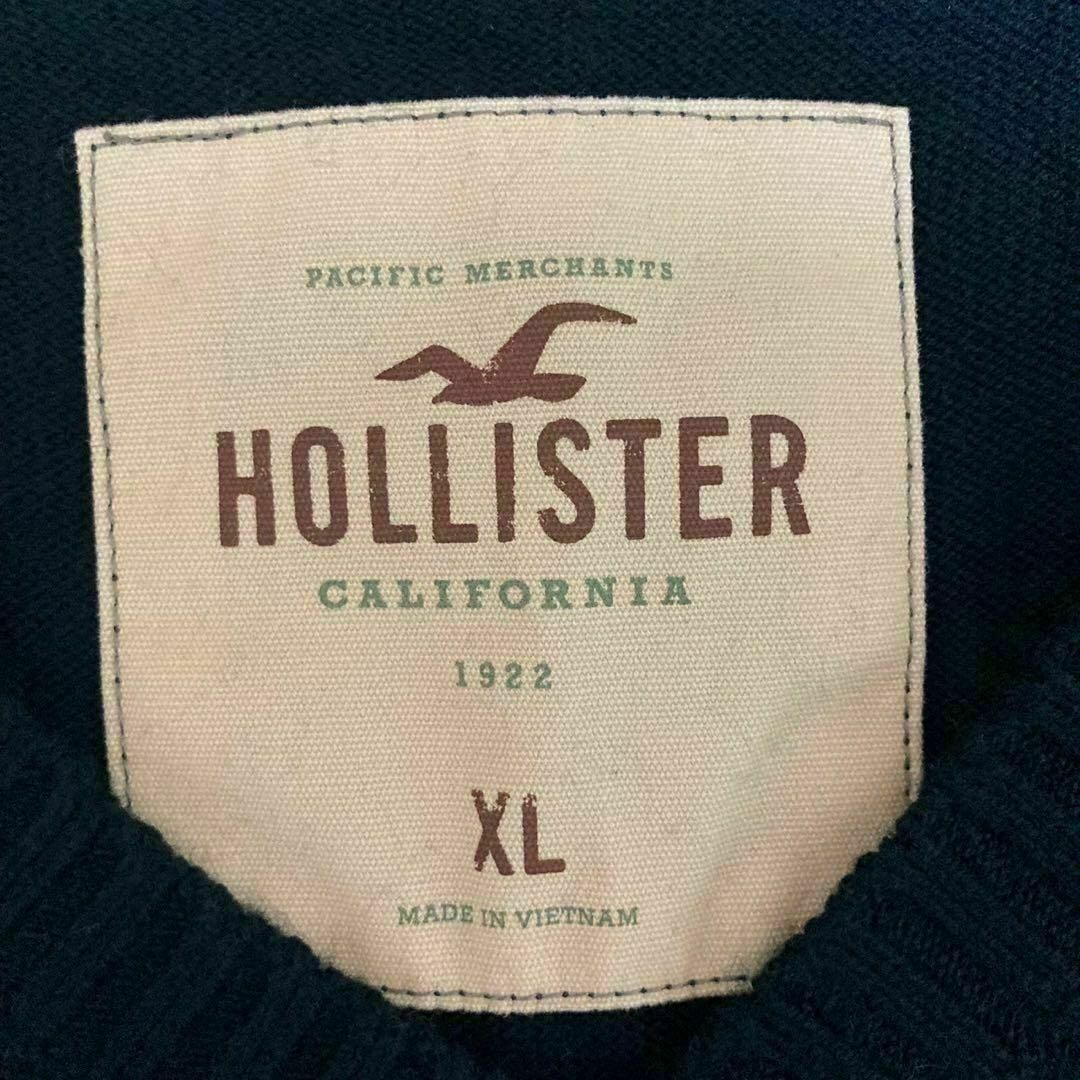 PACIFIC MERCHANTS
HOLLISTER
CALIFORNIA
1922
XL
MADE IN VIETNAM